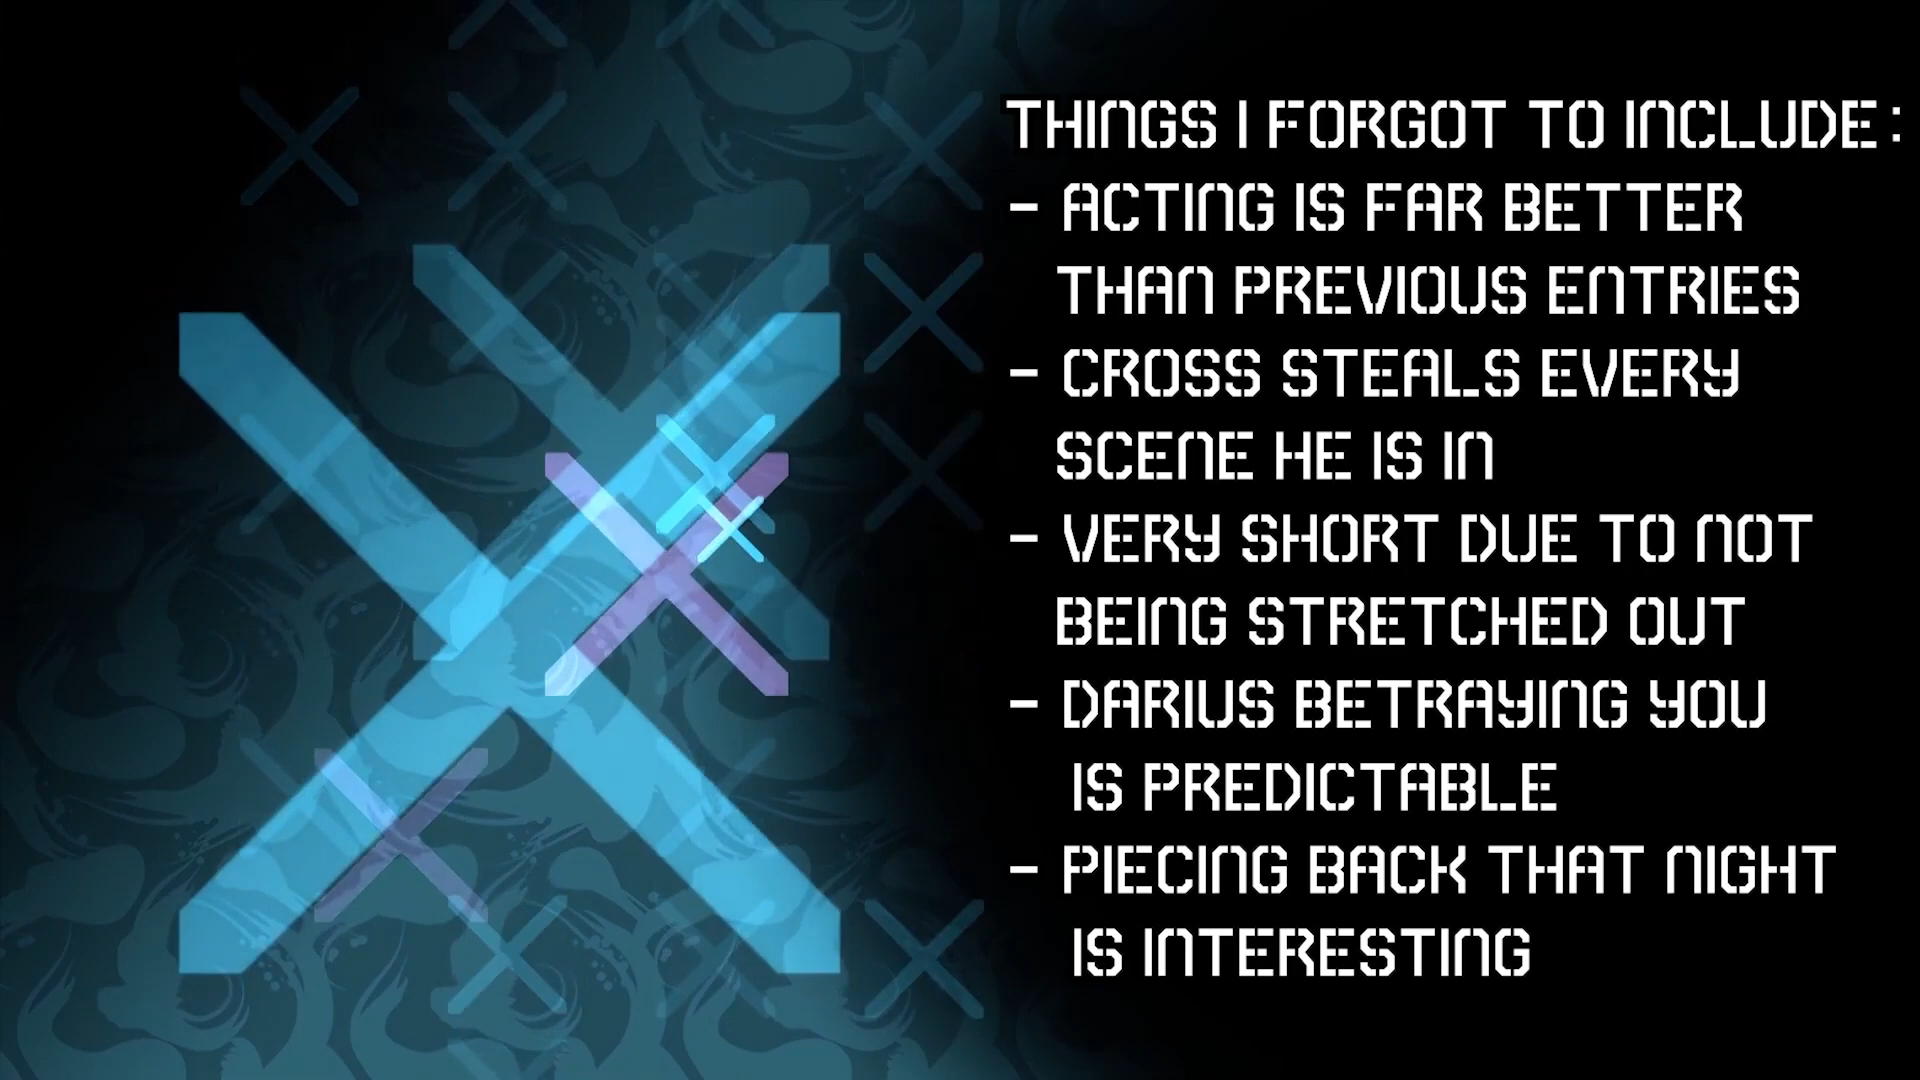 THINGS I FORGOT TO INCLUDE:
- ACTING IS FAR BETTER
THAN PREVIOUS ENTRIES
- CROSS STEALS EVERY
SCENE HE IS IN
- VERY SHORT DUE TO NOT
BEING STRETCHED OUT
- DARIUS BETRAYING YOU
IS PREDICTABLE
- PIECING BACK THAT NIGHT
IS INTERESTING